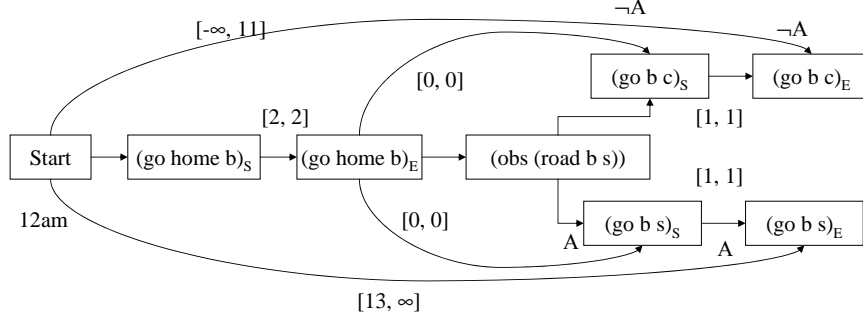 ¬A
[-∞, 11]
¬A
(go b c)S
(go b c)E
[0, 0]
[2, 2]
[1, 1]
Start
(go home b)S
(go home b)E
(obs (road b s))
[1, 1]
12am
[0, 0]
(go b s)S
(go b s)E
A
A
[13, ∞]